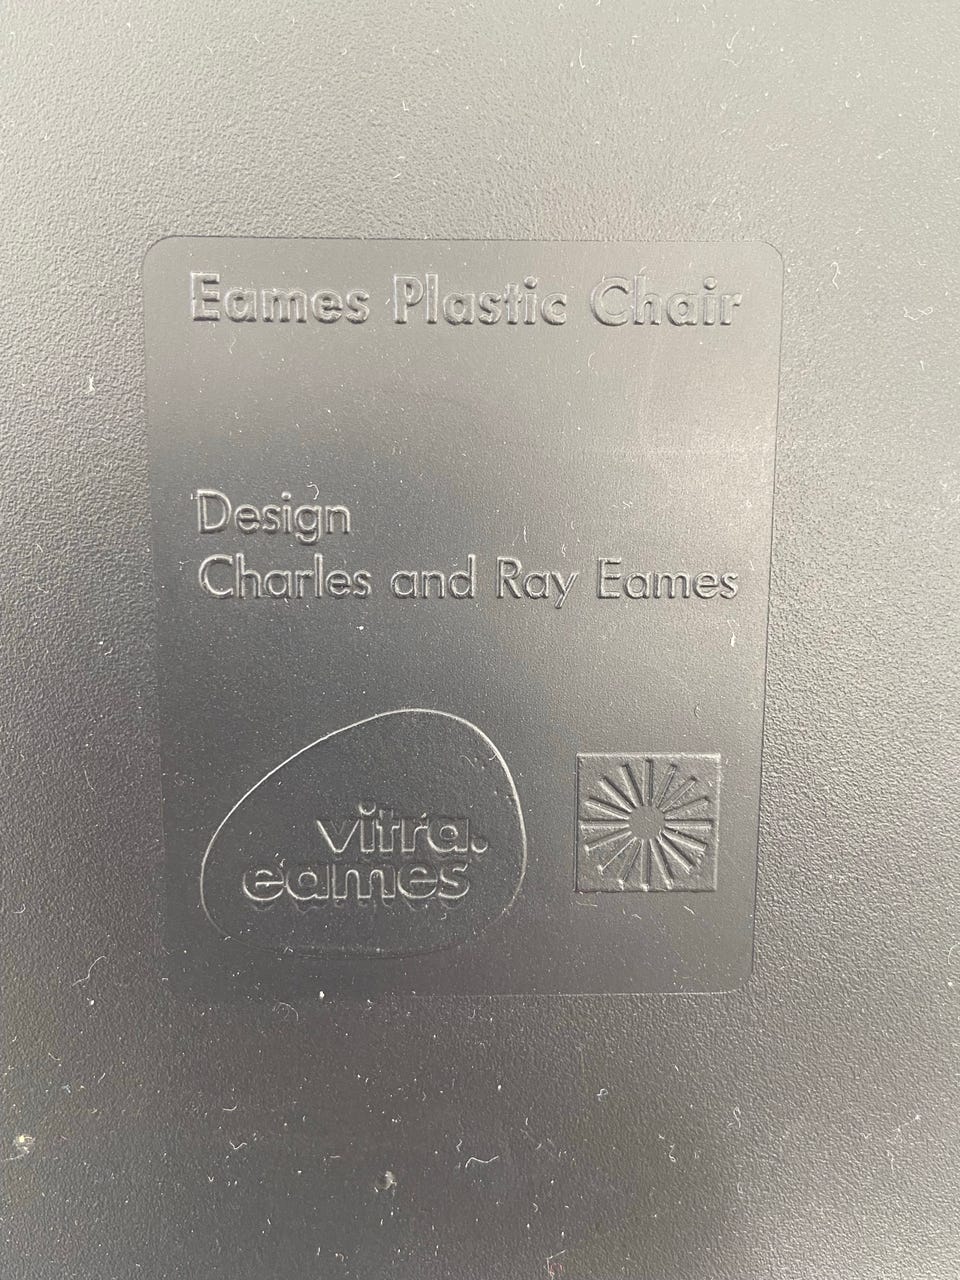 Eames Plastic Chair
Design
Charles and Ray Eames
vitra.
eames